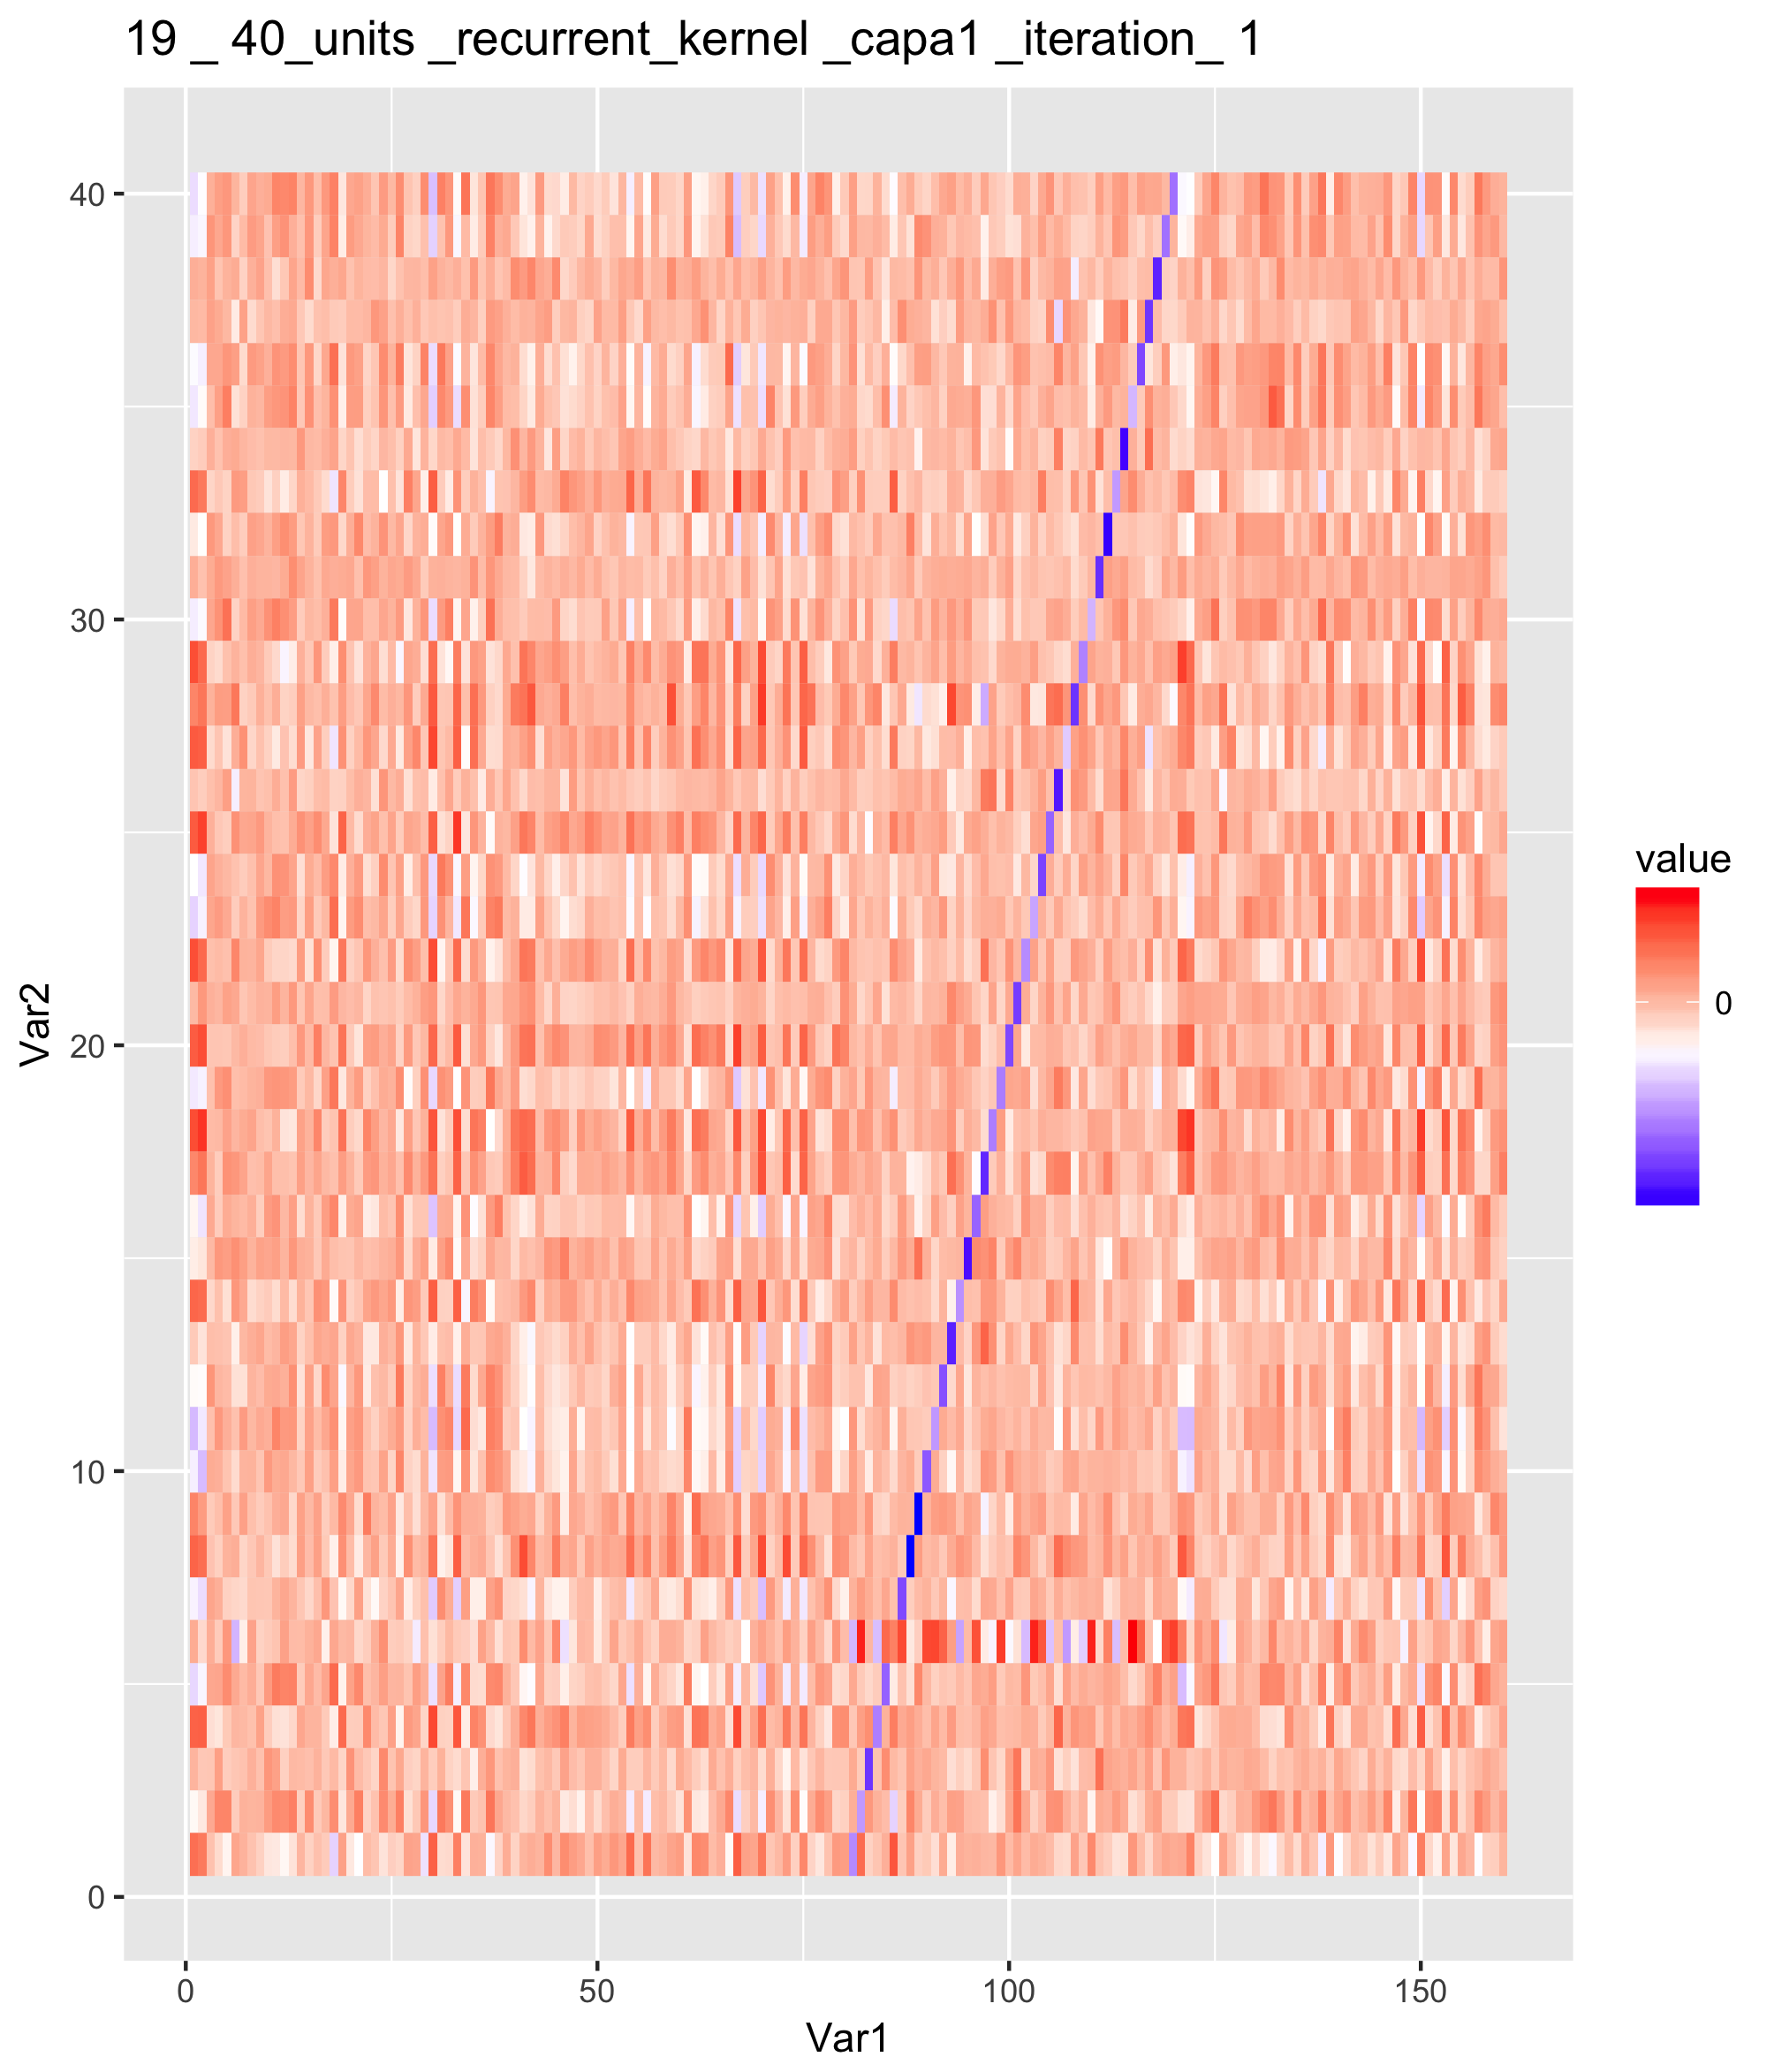 19 _ 40_units _recurrent_kernel _capa1 _iteration_ 1
40
30
20
10
0
Var2
0
50
100
150
Var1
value
0